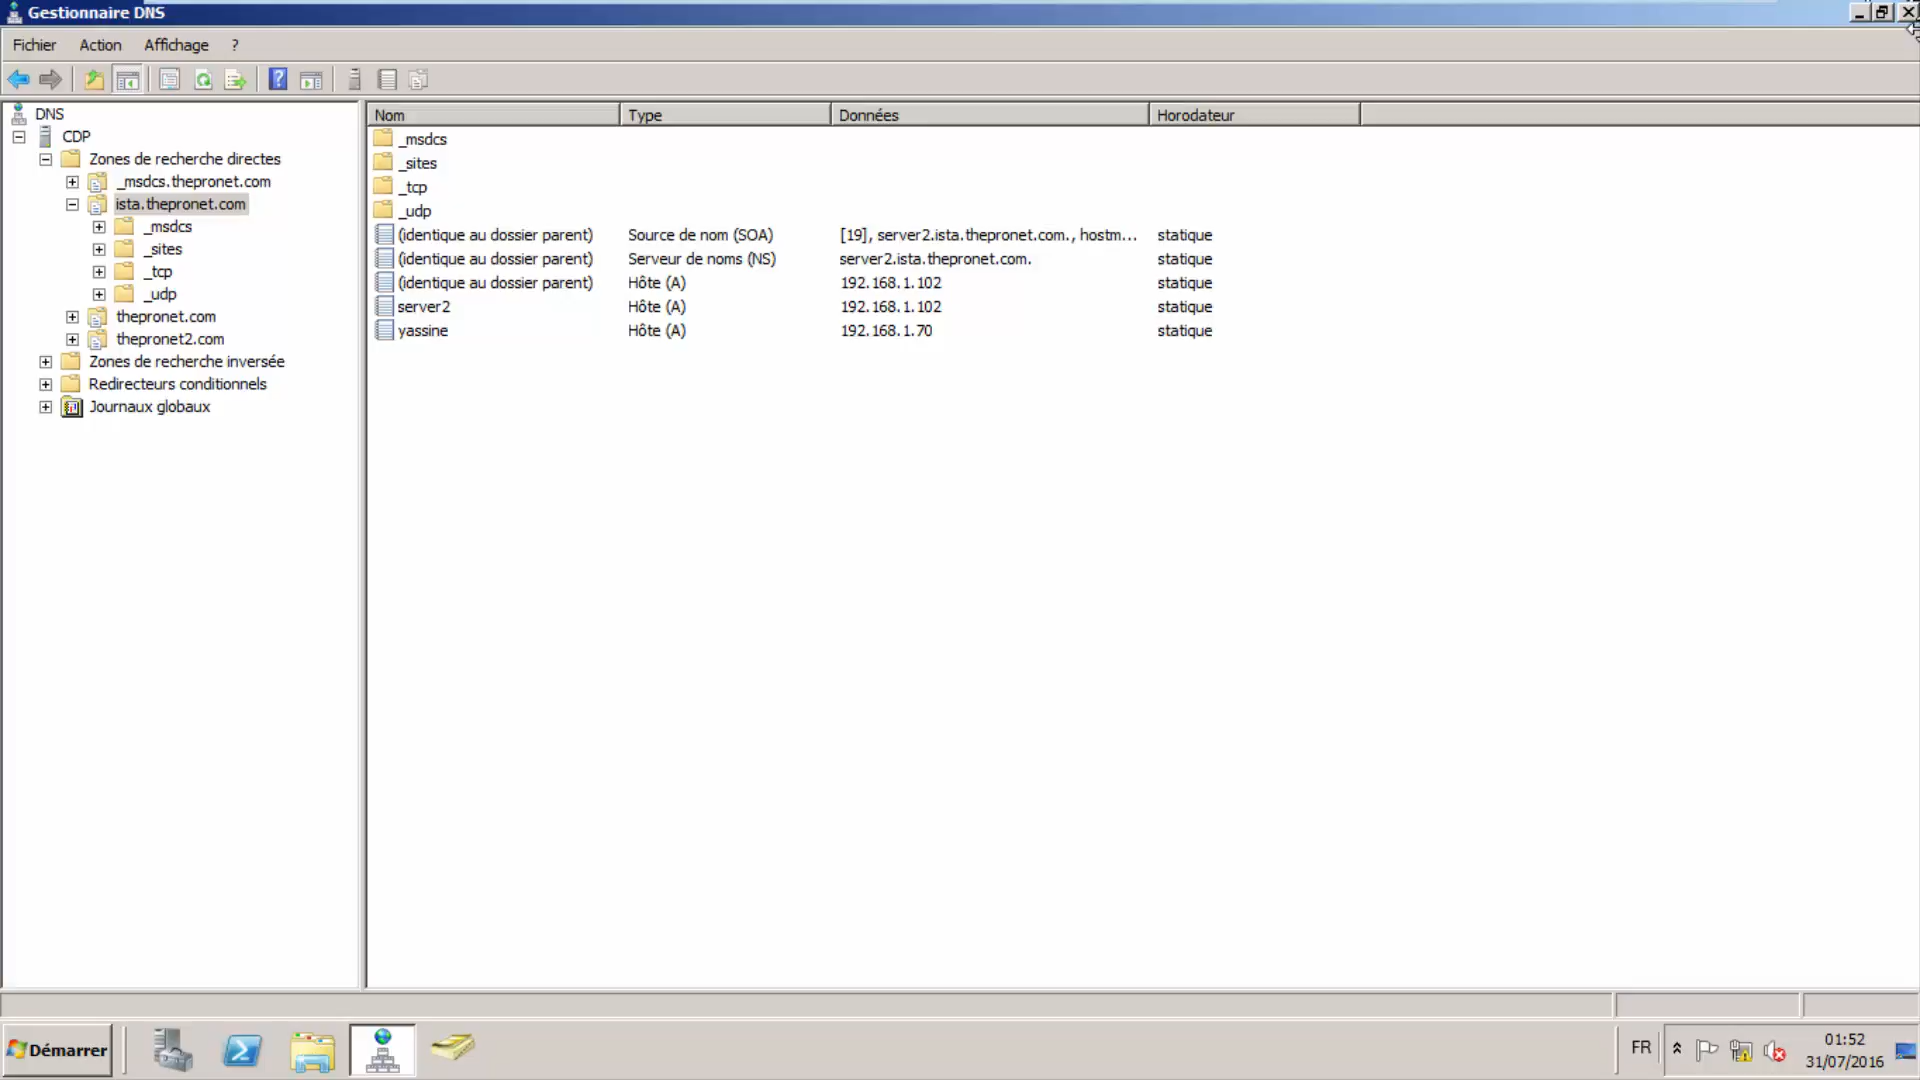 Gestionnaire DNS
Fichier Action Affichage ?
DNS
CDP
Zones de recherche directes
_msdcs.thepronet.com
ista.thepronet.com
_msdcs
_sites
_tcp
_udp
thepronet.com
thepronet2.com
Zones de recherche inversée
Redirecteurs conditionnels
Journaux globaux
Nom Type Données Horodateur
_msdcs
_sites
_tcp
_udp
(identique au dossier parent) Source de nom (SOA) [19], server2.ista.thepronet.com., hostm... statique
(identique au dossier parent) Serveur de noms (NS) server2.ista.thepronet.com. statique
(identique au dossier parent) Hôte (A) 192.168.1.102 statique
server2 Hôte (A) 192.168.1.102 statique
yassine Hôte (A) 192.168.1.70 statique
Démarrer
FR
01:52
31/07/2016